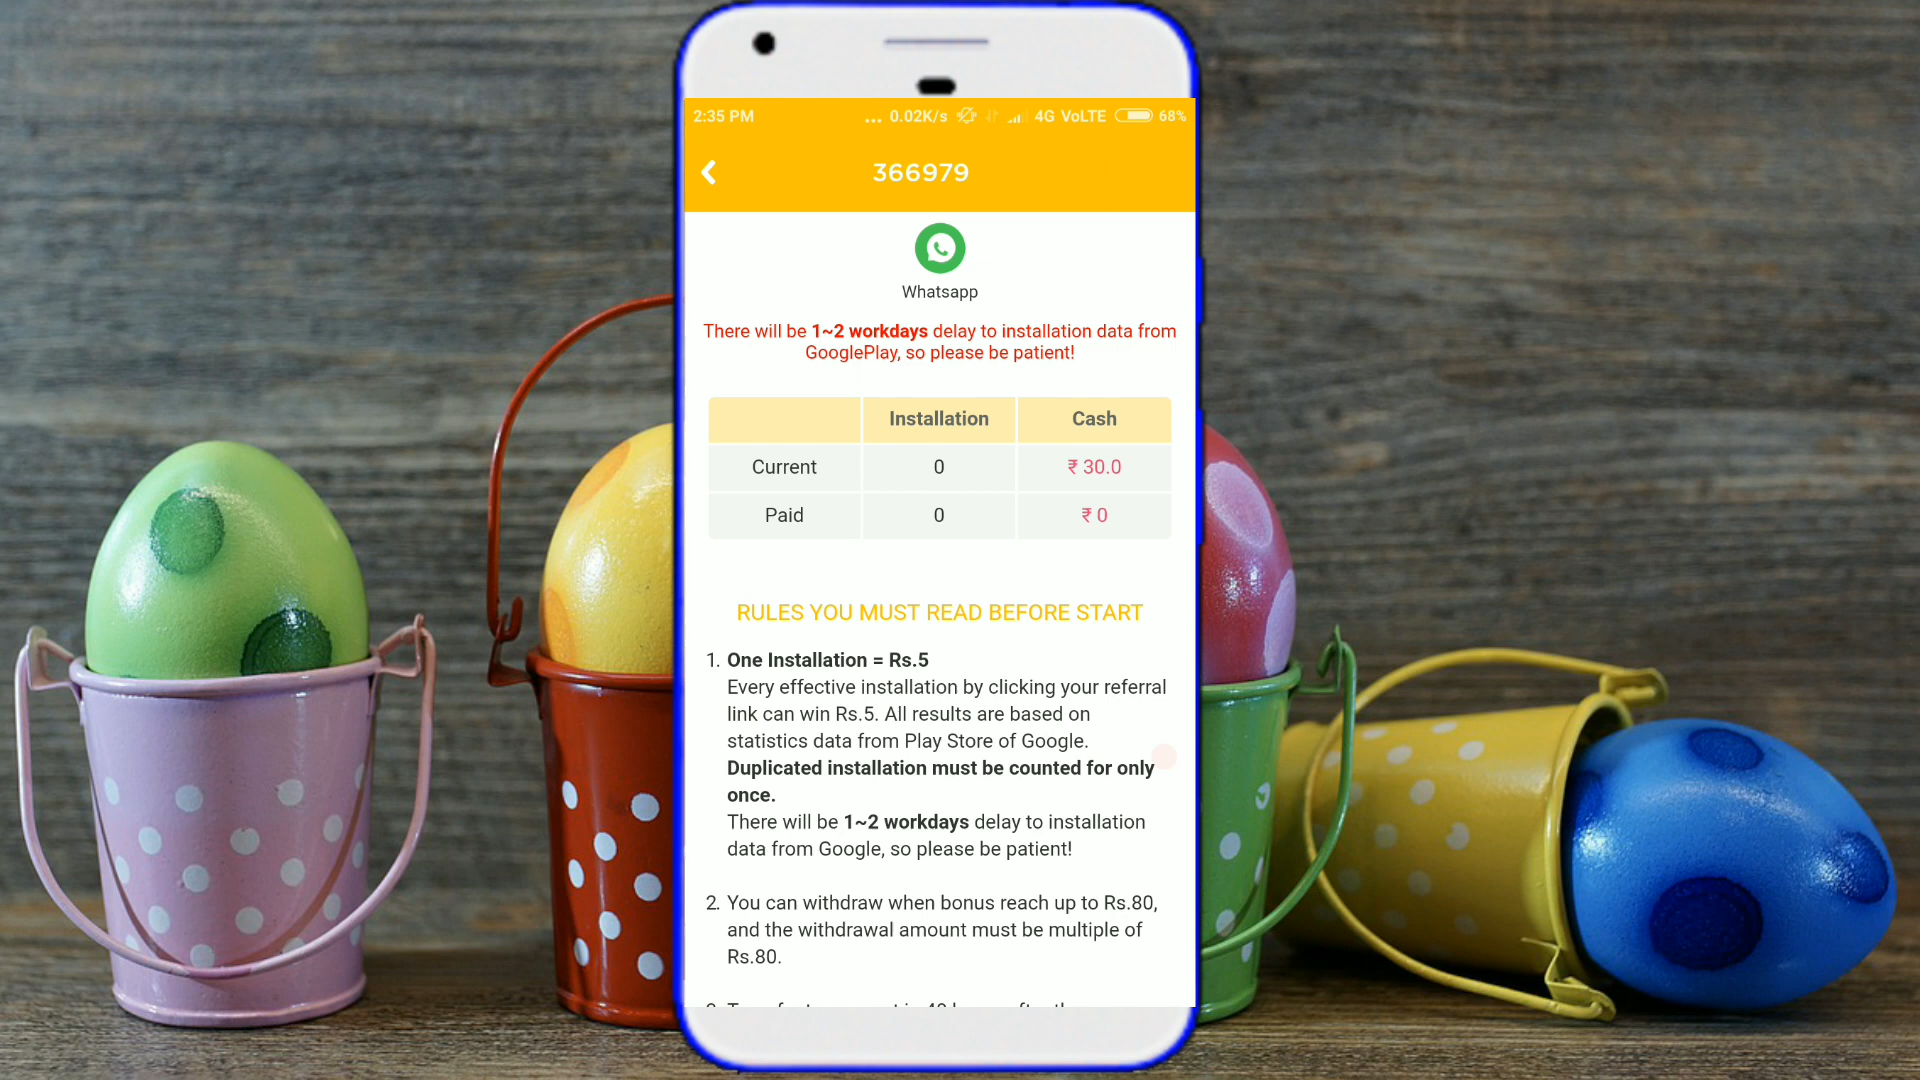 2:35 PM ... 0.02K/s 4G VoLTE 68%
366979
Whatsapp
There will be 1~2 workdays delay to installation data from
GooglePlay, so please be patient!
Installation Cash
Current 0 ₹ 30.0
Paid 0 ₹ 0
RULES YOU MUST READ BEFORE START
1. One Installation = Rs.5
Every effective installation by clicking your referral
link can win Rs.5. All results are based on
statistics data from Play Store of Google.
Duplicated installation must be counted for only
once.
There will be 1~2 workdays delay to installation
data from Google, so please be patient!
2. You can withdraw when bonus reach up to Rs.80,
and the withdrawal amount must be multiple of
Rs.80.